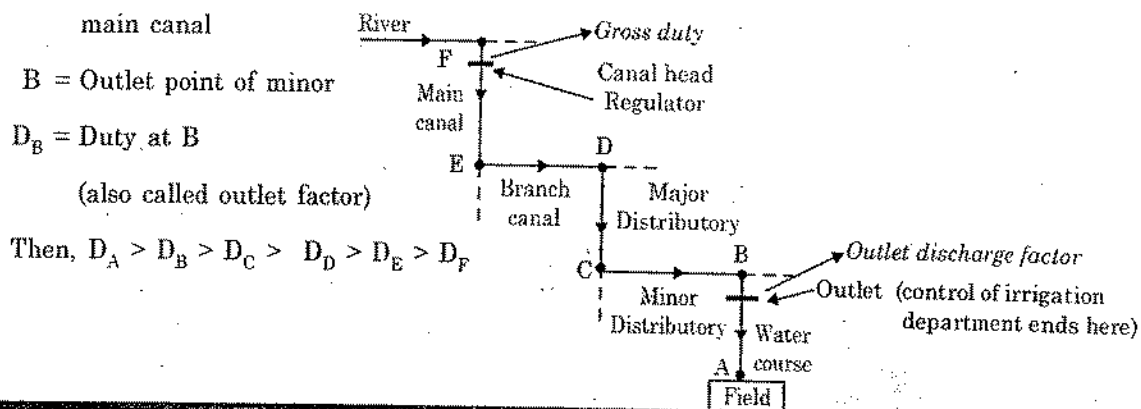 main canal
B = Outlet point of minor
D_B = Duty at B
(also called outlet factor)
Then, D_A > D_B > D_C > D_D > D_E > D_F
River
F
Gross duty
Canal head
Regulator
Main
canal
E
D
Branch
canal
Major
Distributory
C
B
Outlet discharge factor
Minor
Distributory
Outlet (control of irrigation
department ends here)
Water
course
A
Field